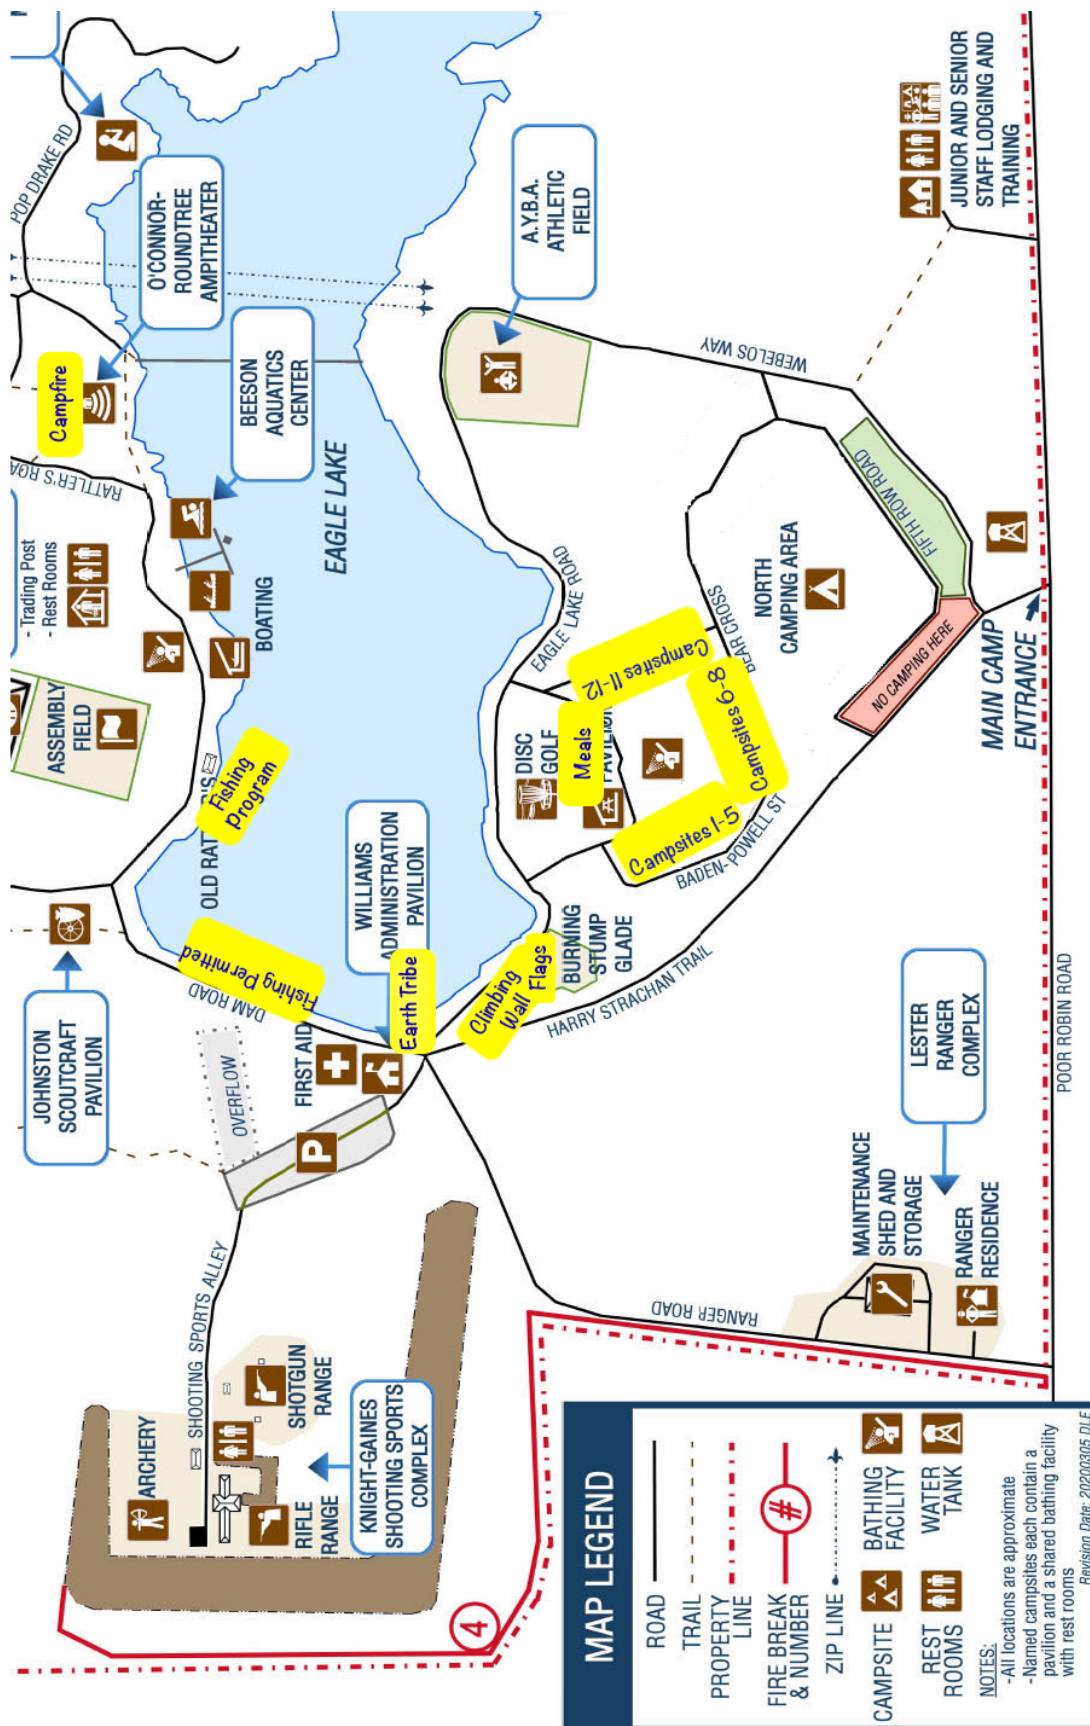 POP DRAKE RD
O'CONNOR-
ROUNDTREE
AMPITHEATER
Campfire
RATTLER'S ROA
BEESON
AQUATICS
CENTER
EAGLE LAKE
A.Y.B.A.
ATHLETIC
FIELD
JUNIOR AND SENIOR
STAFF LODGING AND
TRAINING
WEBELOS WAY
- Trading Post
- Rest Rooms
BOATING
ASSEMBLY
FIELD
OLD RATT
IS
Fishing
program
EAGLE LAKE ROAD
FIFTH ROW ROAD
NORTH
CAMPING AREA
BEAR CROSS
Campsites 11-12
Campsites 6-8
Campsites 1-5
Meals
DISC
GOLF
BADEN-POWELL ST
NO CAMPING HERE
MAIN CAMP
ENTRANCE
WILLIAMS
ADMINISTRATION
PAVILION
Earth Tribe
Climbing
Wall
Flags
BURNING
STUMP
GLADE
HARRY STRACHAN TRAIL
Fishing Permitted
DAM ROAD
JOHNSTON
SCOUTCRAFT
PAVILION
OVERFLOW
FIRST AID
P
POOR ROBIN ROAD
LESTER
RANGER
COMPLEX
MAINTENANCE
SHED AND
STORAGE
RANGER
RESIDENCE
RANGER ROAD
SHOOTING SPORTS ALLEY
ARCHERY
SHOTGUN
RANGE
RIFLE
RANGE
KNIGHT-GAINES
SHOOTING SPORTS
COMPLEX
4
MAP LEGEND
ROAD
TRAIL
PROPERTY
LINE
FIRE BREAK
& NUMBER
#
ZIP LINE
CAMPSITE
BATHING
FACILITY
REST
ROOMS
WATER
TANK
NOTES:
-All locations are approximate
-Named campsites each contain a
pavilion and a shared bathing facility
with rest rooms
Revision Date: 20200305 DLE